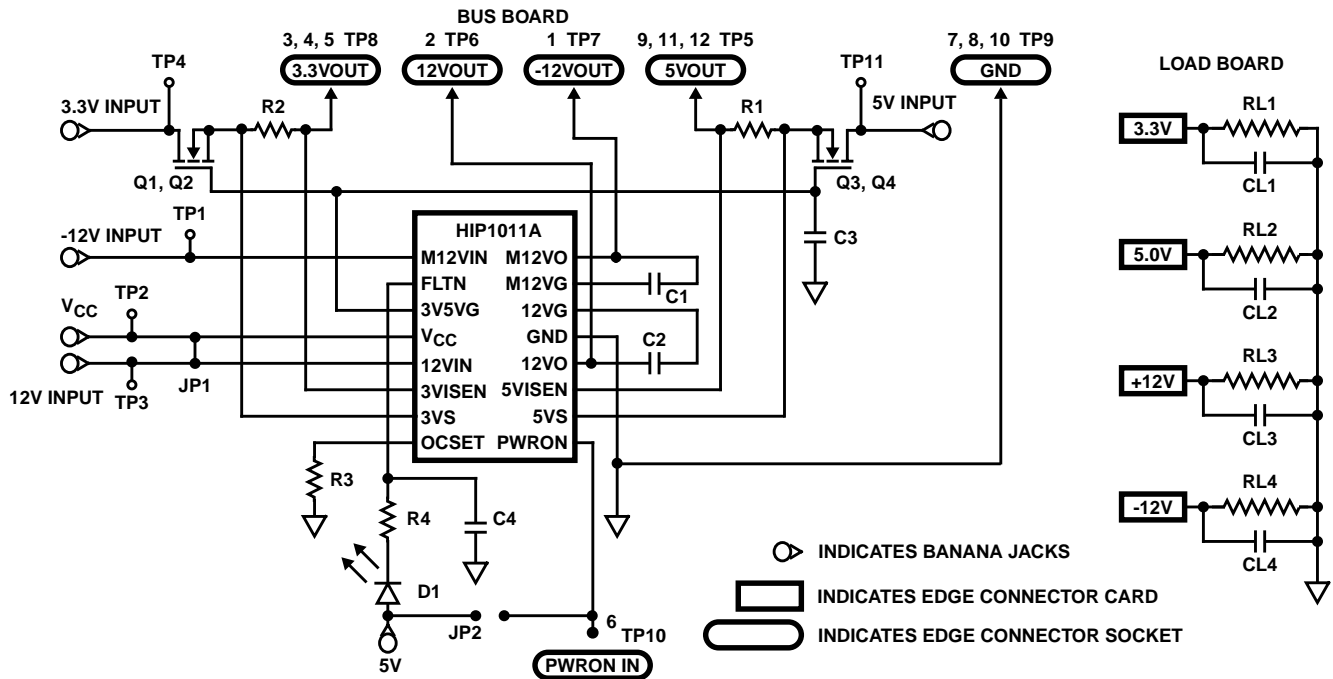 BUS BOARD
3, 4, 5 TP8
2 TP6
1 TP7
9, 11, 12 TP5
7, 8, 10 TP9
3.3VOUT
12VOUT
-12VOUT
5VOUT
GND
TP4
TP11
3.3V INPUT
R2
R1
5V INPUT
Q1, Q2
Q3, Q4
TP1
-12V INPUT
HIP1011A
C3
M12VIN
M12VO
FLTN
M12VG
C1
3V5VG
12VG
TP2
VCC
VCC
GND
C2
12VIN
12VO
12V INPUT
TP3
JP1
3VISEN
5VISEN
3VS
5VS
OCSET
PWRON
R3
R4
C4
D1
JP2
5V
6
TP10
PWRON IN
LOAD BOARD
3.3V
RL1
CL1
5.0V
RL2
CL2
+12V
RL3
CL3
-12V
RL4
CL4
INDICATES BANANA JACKS
INDICATES EDGE CONNECTOR CARD
INDICATES EDGE CONNECTOR SOCKET